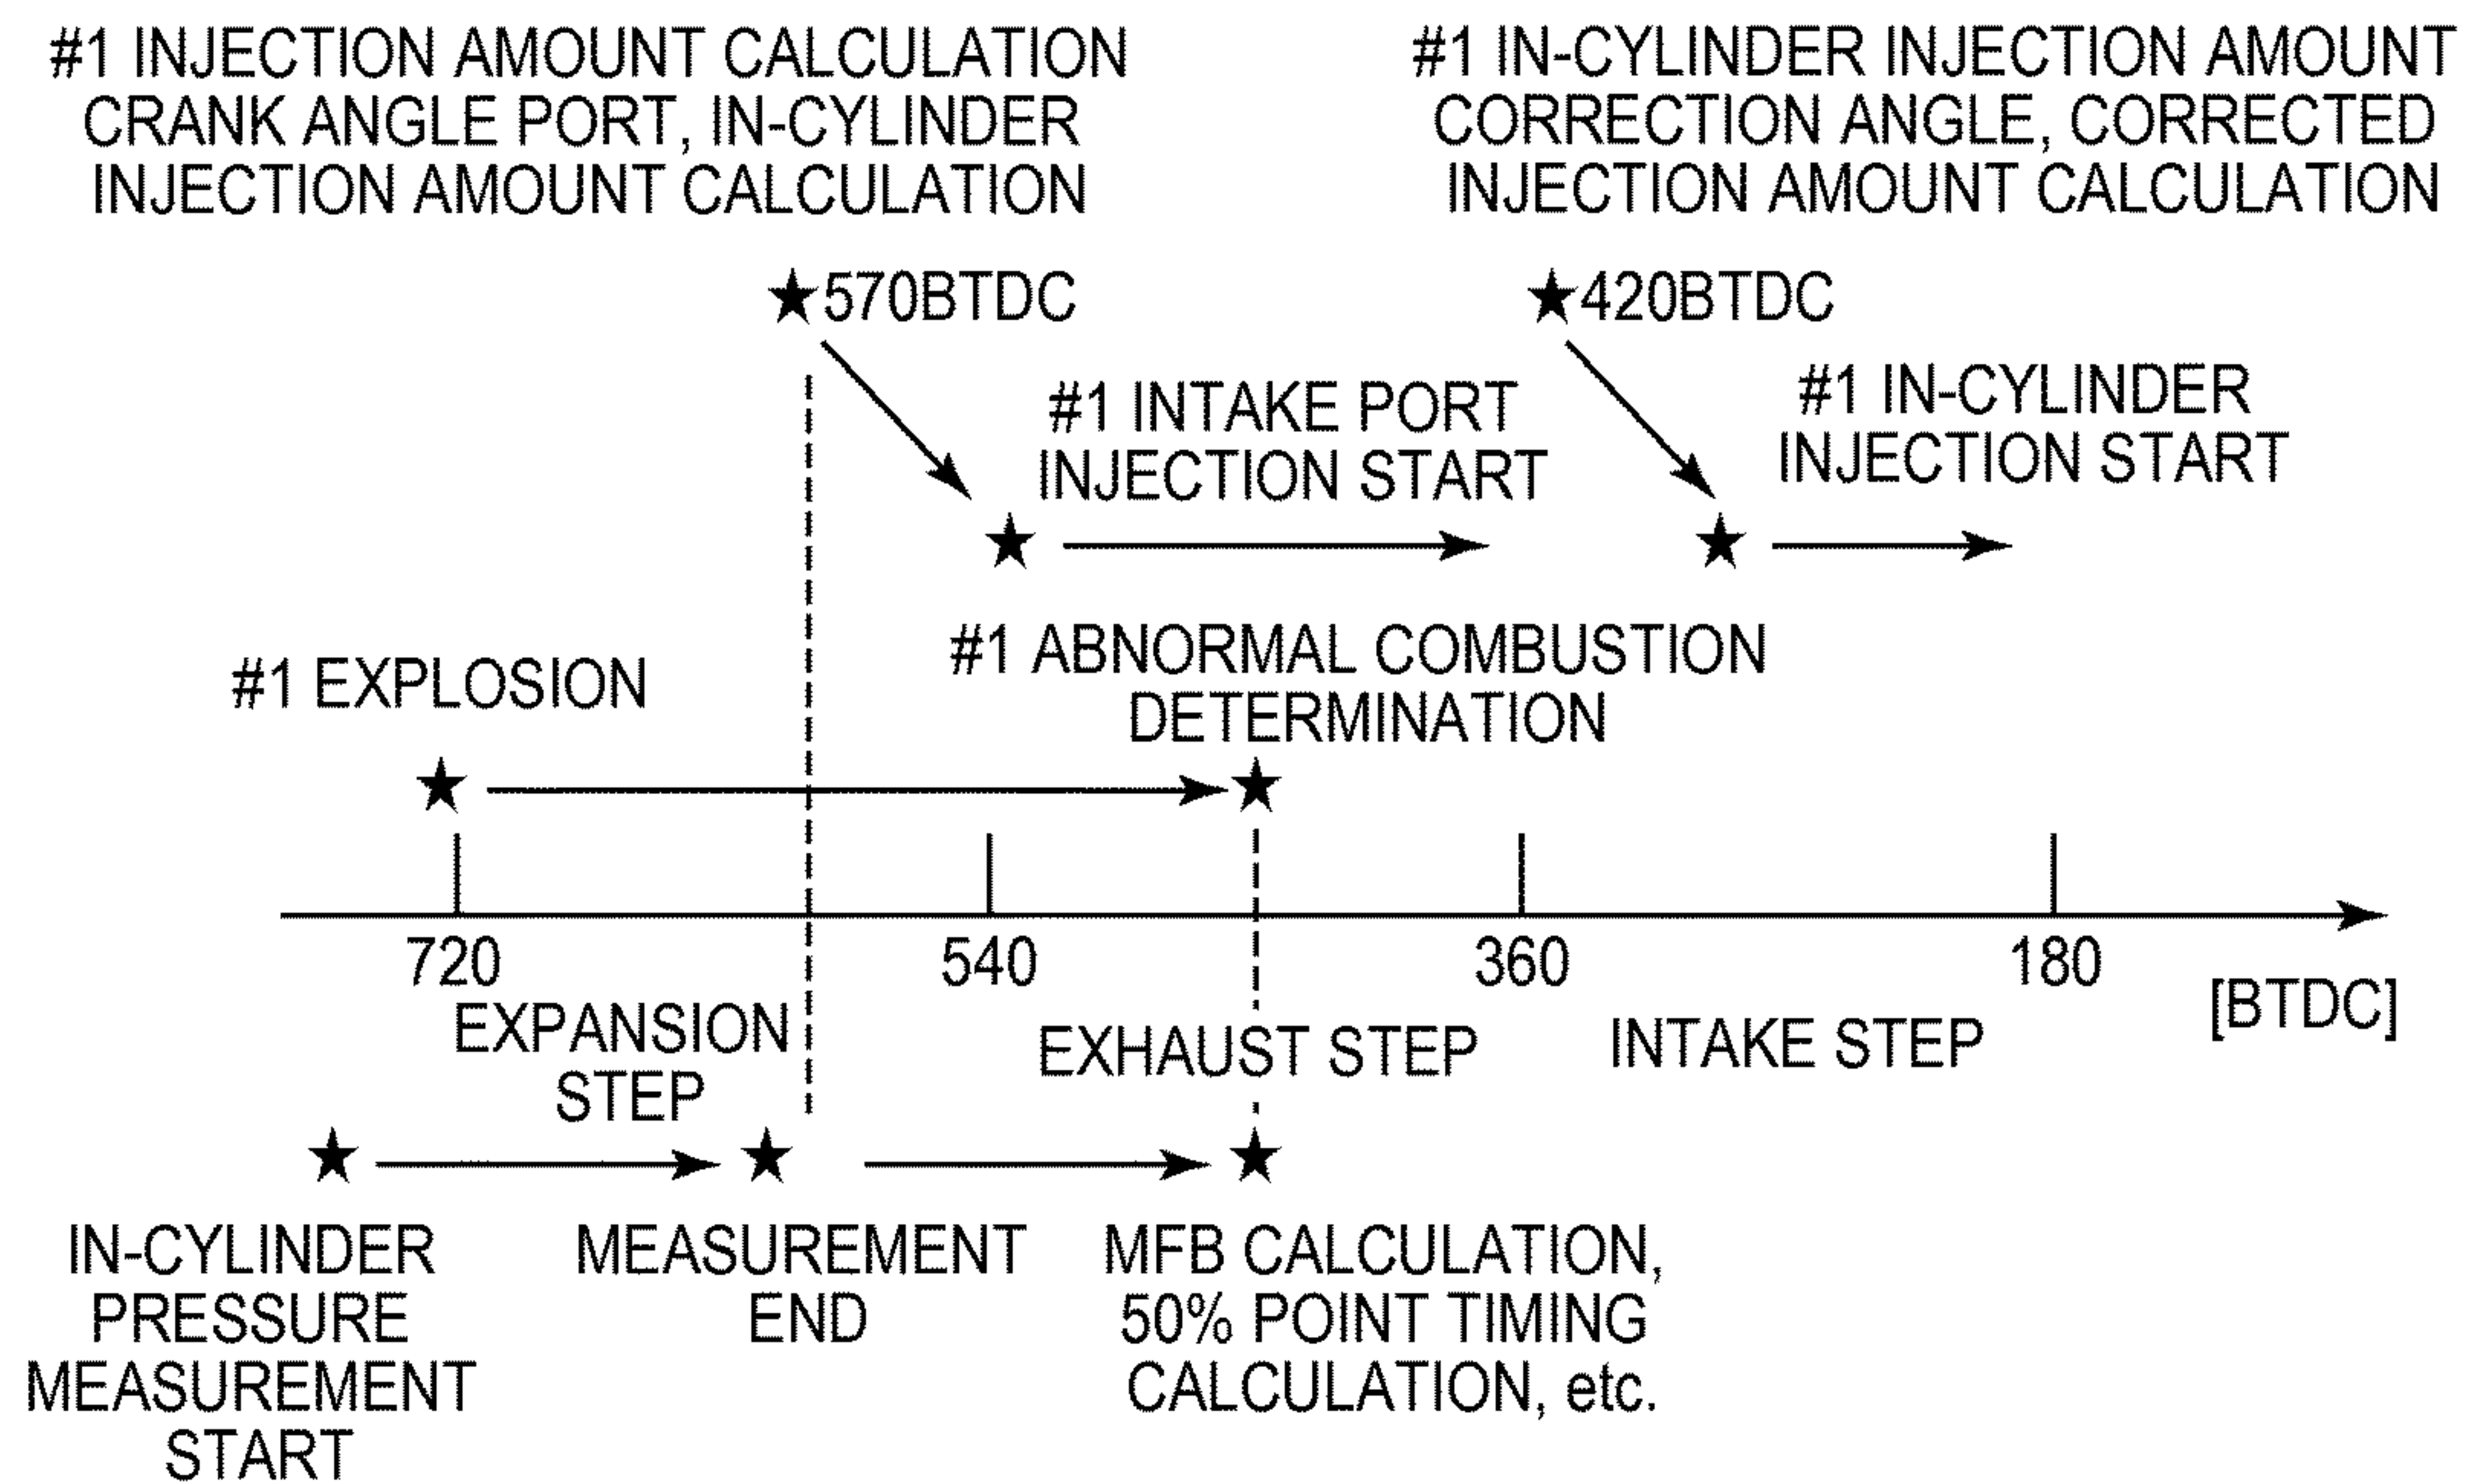 #1 INJECTION AMOUNT CALCULATION
CRANK ANGLE PORT, IN-CYLINDER
INJECTION AMOUNT CALCULATION
#1 IN-CYLINDER INJECTION AMOUNT
CORRECTION ANGLE, CORRECTED
INJECTION AMOUNT CALCULATION
★570BTDC
★420BTDC
#1 INTAKE PORT
INJECTION START
#1 IN-CYLINDER
INJECTION START
#1 EXPLOSION
#1 ABNORMAL COMBUSTION
DETERMINATION
720
540
360
180
[BTDC]
EXPANSION
STEP
EXHAUST STEP
INTAKE STEP
IN-CYLINDER
PRESSURE
MEASUREMENT
START
MEASUREMENT
END
MFB CALCULATION,
50% POINT TIMING
CALCULATION, etc.